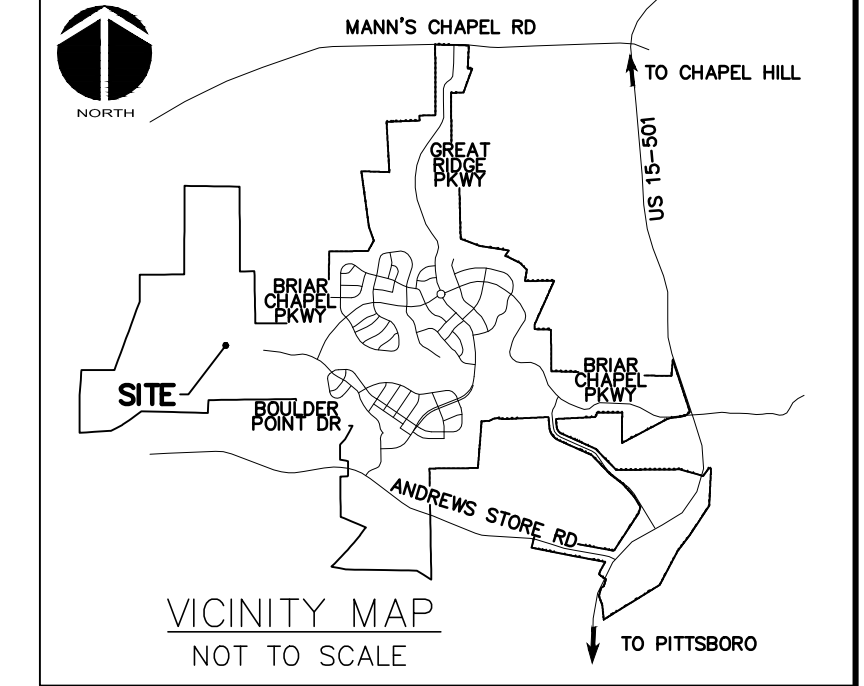 MANN'S CHAPEL RD
NORTH
TO CHAPEL HILL
US 15-501
GREAT
RIDGE
PKWY
BRIAR
CHAPEL
PKWY
SITE
BRIAR
CHAPEL
PKWY
BOULDER
POINT DR
ANDREWS STORE RD
VICINITY MAP
NOT TO SCALE
TO PITTSBORO